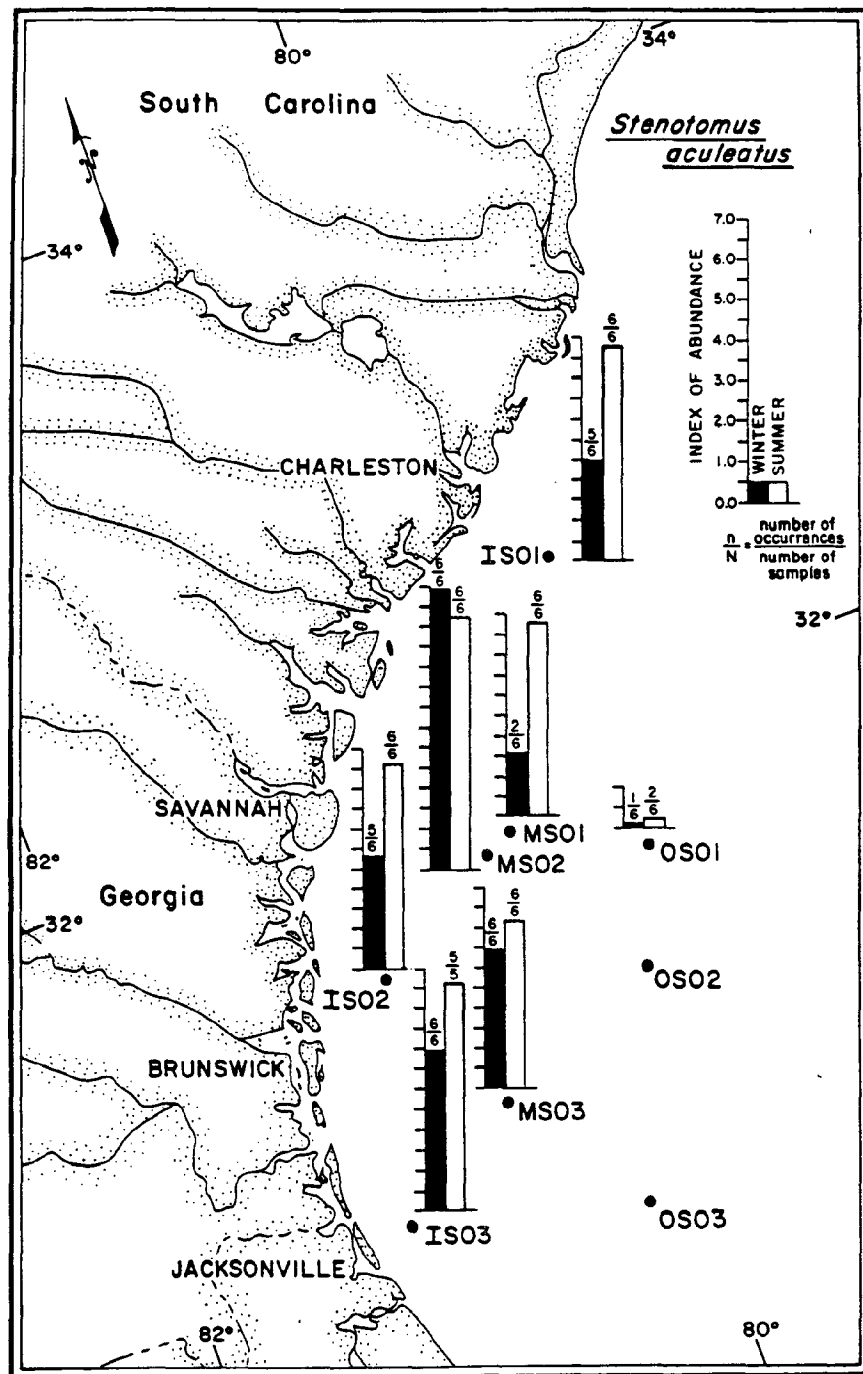 80°
34°
South Carolina
Stenotomus
aculeatus
N
34°
INDEX OF ABUNDANCE
7.0
6.0
5.0
4.0
3.0
2.0
1.0
0.0
WINTER
SUMMER
n/N = number of occurrences / number of samples
5/6
6/6
CHARLESTON
IS01
32°
6/6
6/6
2/6
6/6
MS01
MS02
1/6
2/6
OS01
SAVANNAH
5/6
6/6
IS02
82°
Georgia
32°
OS02
6/6
6/6
MS03
BRUNSWICK
6/6
5/5
IS03
OS03
JACKSONVILLE
82°
80°